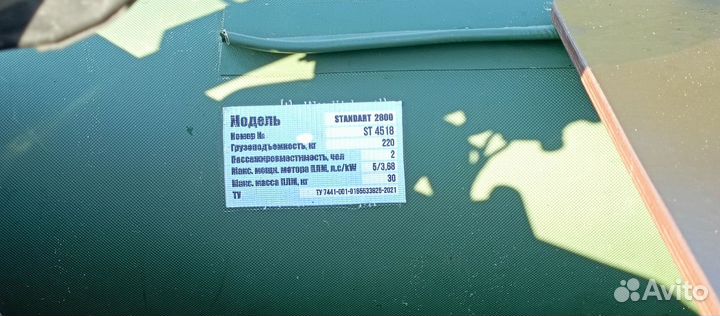 Модель STANDART 2800
Номер № ST 4518
Грузоподъемность, кг 220
Пассажировместимость, чел 2
Макс. мощн. мотора ПЛМ, л.с/kW 5/3,68
Макс. масса ПЛМ, кг 30
ТУ ТУ 7441-001-0165533826-2021
Avito